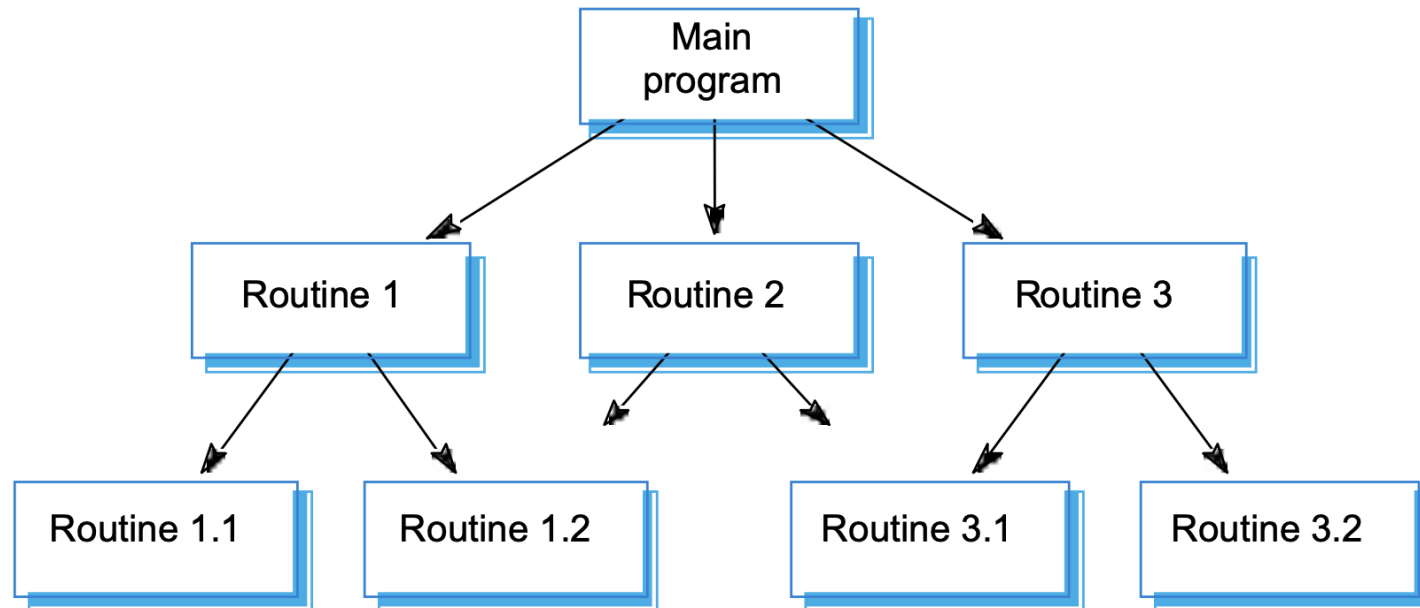 Main
program
Routine 1
Routine 2
Routine 3
Routine 1.1
Routine 1.2
Routine 3.1
Routine 3.2